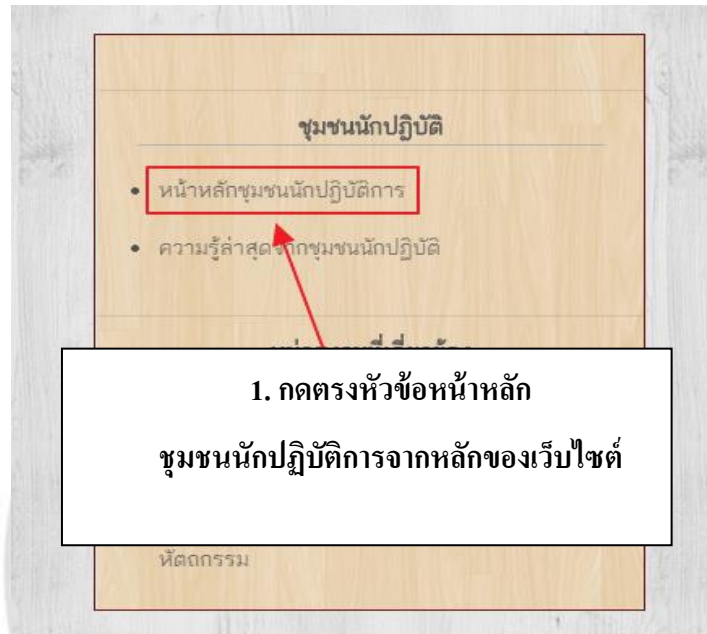 ชุมชนนักปฏิบัติ
หน้าหลักชุมชนนักปฏิบัติการ
ความรู้ล่าสุดจากชุมชนนักปฏิบัติ
1. กดตรงหัวข้อหน้าหลัก
ชุมชนนักปฏิบัติการจากหลักของเว็บไซต์
หัตถกรรม